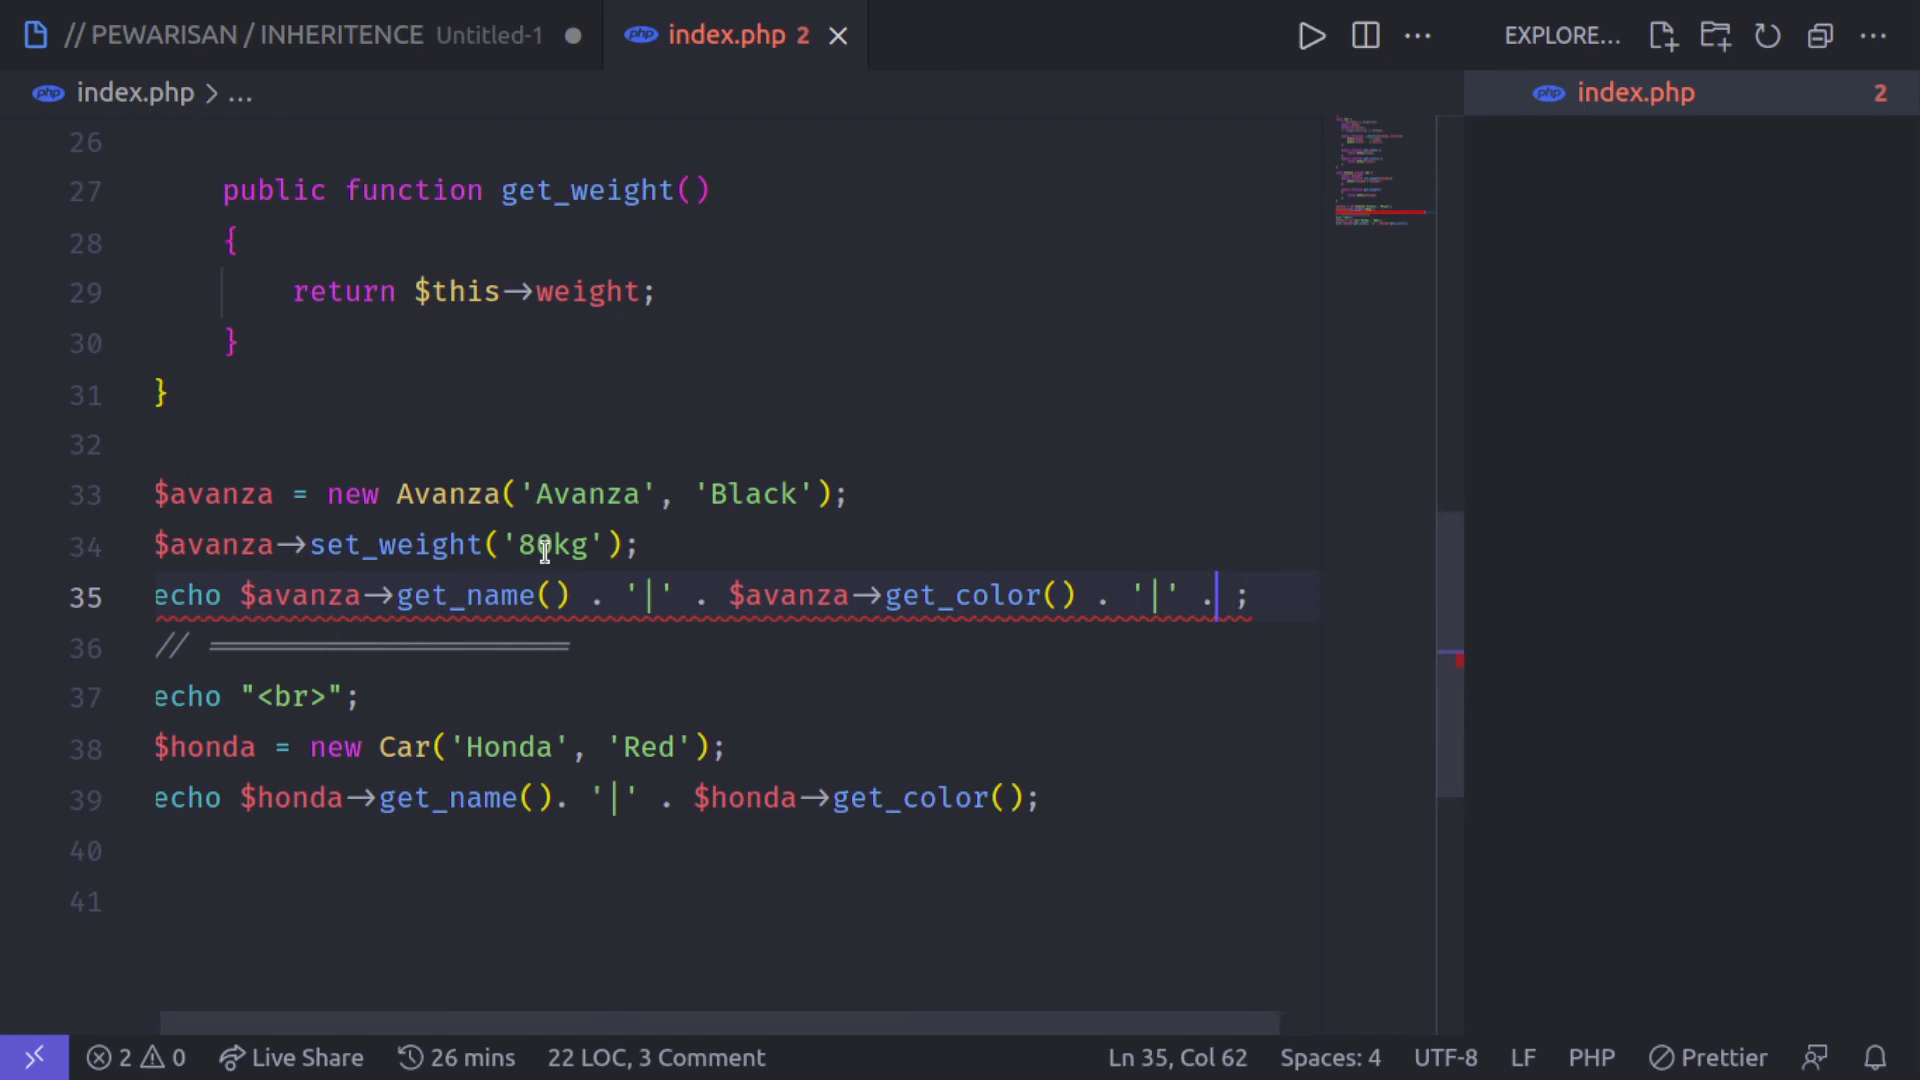 // PEWARISAN / INHERITENCE Untitled-1 ●
php index.php 2 ×
EXPLORE...
php index.php > ...
php index.php 2
26
27 public function get_weight()
28 {
29 return $this->weight;
30 }
31 }
32
33 $avanza = new Avanza('Avanza', 'Black');
34 $avanza->set_weight('80kg');
35 echo $avanza->get_name() . '|' . $avanza->get_color() . '|' . ;
36 // =====================
37 echo "<br>";
38 $honda = new Car('Honda', 'Red');
39 echo $honda->get_name(). '|' . $honda->get_color();
40
41
2 0 Live Share 26 mins 22 LOC, 3 Comment Ln 35, Col 62 Spaces: 4 UTF-8 LF PHP Prettier